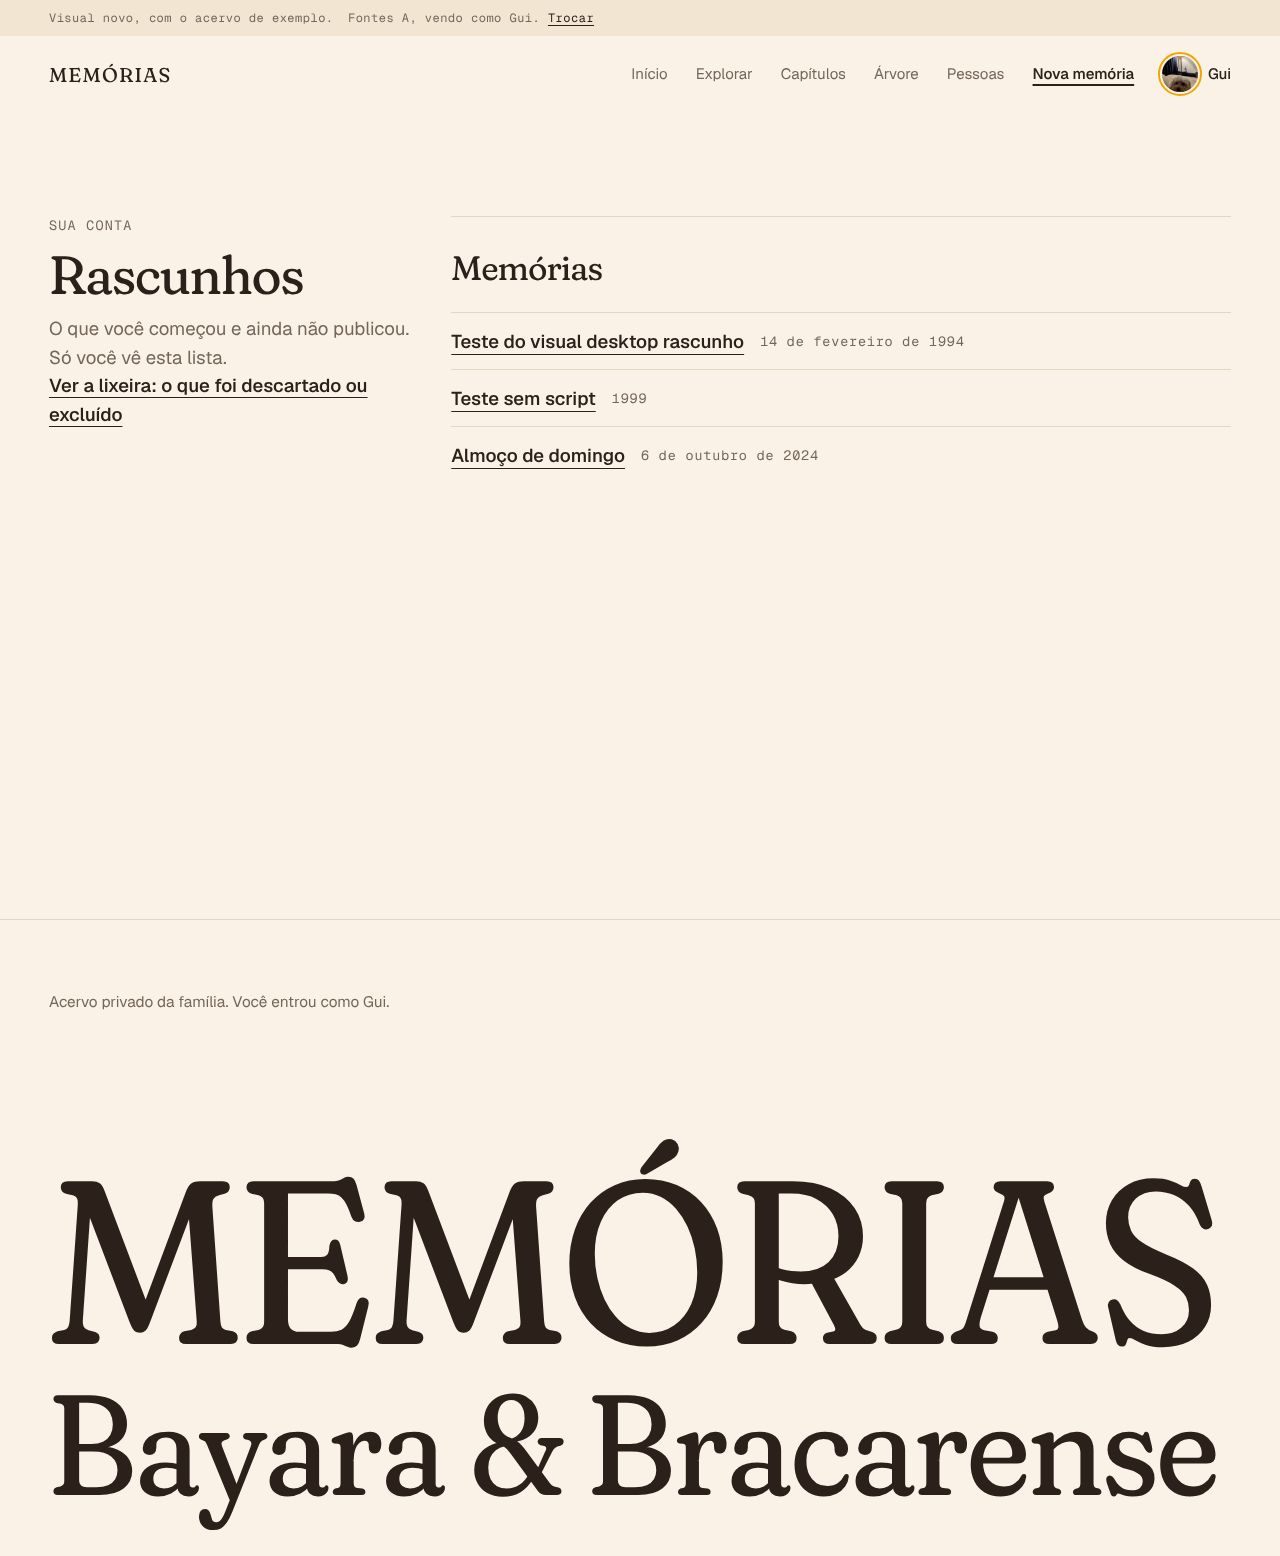 Visual novo, com o acervo de exemplo. Fontes A, vendo como Gui. Trocar
MEMÓRIAS
Início Explorar Capítulos Árvore Pessoas Nova memória Gui
SUA CONTA
Rascunhos
O que você começou e ainda não publicou.
Só você vê esta lista.
Ver a lixeira: o que foi descartado ou
excluído
Memórias
Teste do visual desktop rascunho 14 de fevereiro de 1994
Teste sem script 1999
Almoço de domingo 6 de outubro de 2024
Acervo privado da família. Você entrou como Gui.
MEMÓRIAS
Bayara & Bracarense